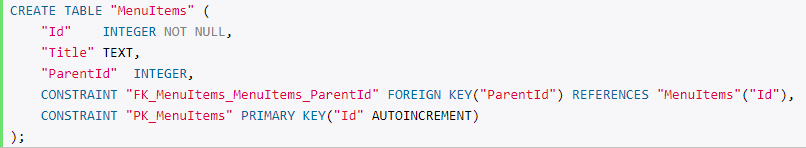 CREATE TABLE "MenuItems" (
    "Id"    INTEGER NOT NULL,
    "Title" TEXT,
    "ParentId"  INTEGER,
    CONSTRAINT "FK_MenuItems_MenuItems_ParentId" FOREIGN KEY("ParentId") REFERENCES "MenuItems"("Id"),
    CONSTRAINT "PK_MenuItems" PRIMARY KEY("Id" AUTOINCREMENT)
);